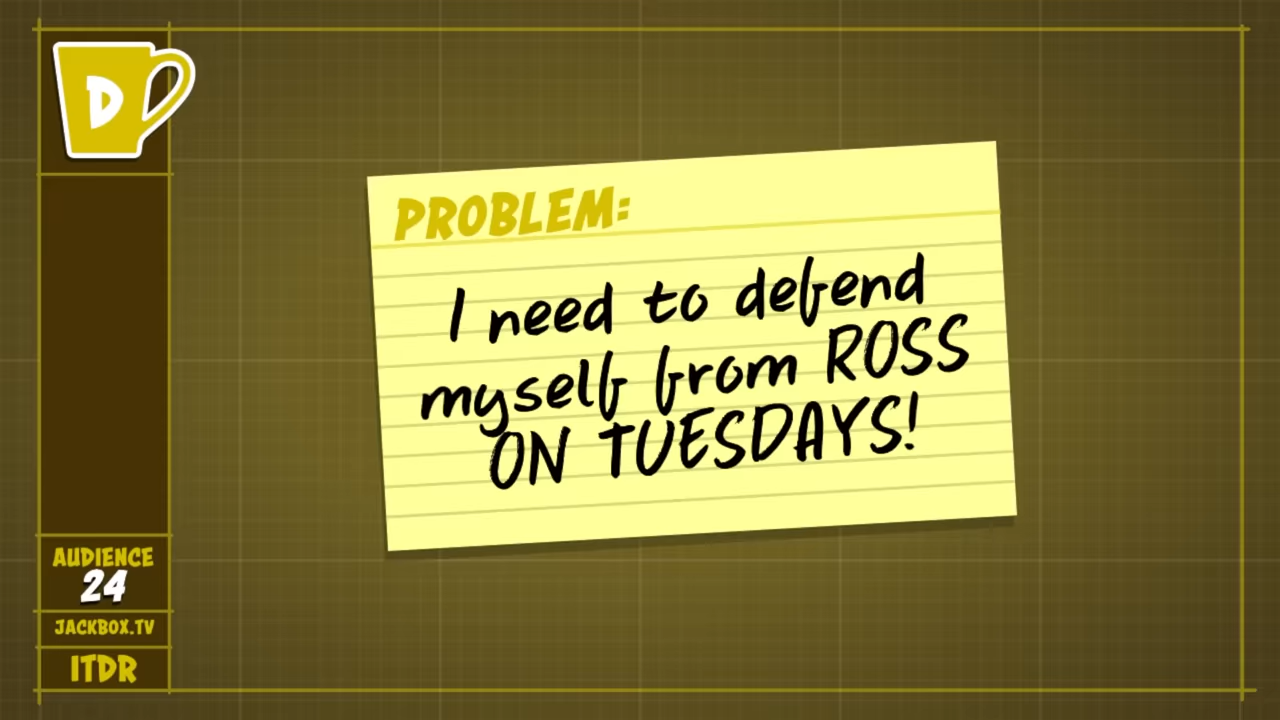 D
PROBLEM:
I need to defend
myself from ROSS
ON TUESDAYS!
AUDIENCE
24
JACKBOX.TV
ITDR